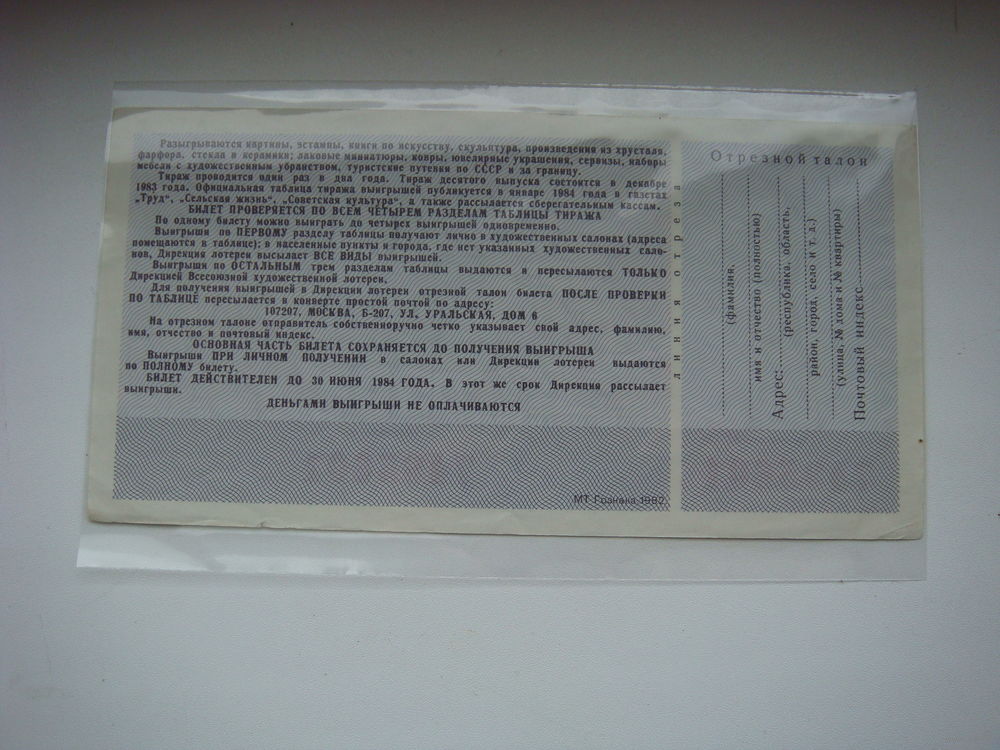 Разыгрываются картины, эстампы, книги по искусству, скульптура, произведения из хрусталя,
фарфора, стекла и керамики; лаковые миниатюры, ковры, ювелирные украшения, сервизы, наборы
мебели с художественным убранством, туристские путевки по СССР и за границу.
Тираж проводится один раз в два года. Тираж десятого выпуска состоится в декабре
1983 года. Официальная таблица тиража выигрышей публикуется в январе 1984 года в газетах
„Труд“, „Сельская жизнь“, „Советская культура“, а также рассылается сберегательным кассам.
БИЛЕТ ПРОВЕРЯЕТСЯ ПО ВСЕМ ЧЕТЫРЕМ РАЗДЕЛАМ ТАБЛИЦЫ ТИРАЖА
По одному билету можно выиграть до четырех выигрышей одновременно.
Выигрыши по ПЕРВОМУ разделу таблицы получают лично в художественных салонах (адреса
помещаются в таблице); в населенные пункты и города, где нет указанных художественных сало-
нов, Дирекция лотереи высылает ВСЕ ВИДЫ выигрышей.
Выигрыши по ОСТАЛЬНЫМ трем разделам таблицы выдаются и пересылаются ТОЛЬКО
Дирекцией Всесоюзной художественной лотереи.
Для получения выигрышей в Дирекции лотереи отрезной талон билета ПОСЛЕ ПРОВЕРКИ
ПО ТАБЛИЦЕ пересылается в конверте простой почтой по адресу:
107207, МОСКВА, Б-207, УЛ. УРАЛЬСКАЯ, ДОМ 6
На отрезном талоне отправитель собственноручно четко указывает свой адрес, фамилию,
имя, отчество и почтовый индекс.
ОСНОВНАЯ ЧАСТЬ БИЛЕТА СОХРАНЯЕТСЯ ДО ПОЛУЧЕНИЯ ВЫИГРЫША
Выигрыши ПРИ ЛИЧНОМ ПОЛУЧЕНИИ в салонах или Дирекции лотереи выдаются
по ПОЛНОМУ билету.
БИЛЕТ ДЕЙСТВИТЕЛЕН ДО 30 ИЮНЯ 1984 ГОДА. В этот же срок Дирекция рассылает
выигрыши.
ДЕНЬГАМИ ВЫИГРЫШИ НЕ ОПЛАЧИВАЮТСЯ
МТ Гознака 1982.
линия отреза
Отрезной талон
(фамилия,
имя и отчество (полностью)
Адрес:
(республика, область,
район, город, село и т. д.)
(улица, № дома и № квартиры)
Почтовый индекс